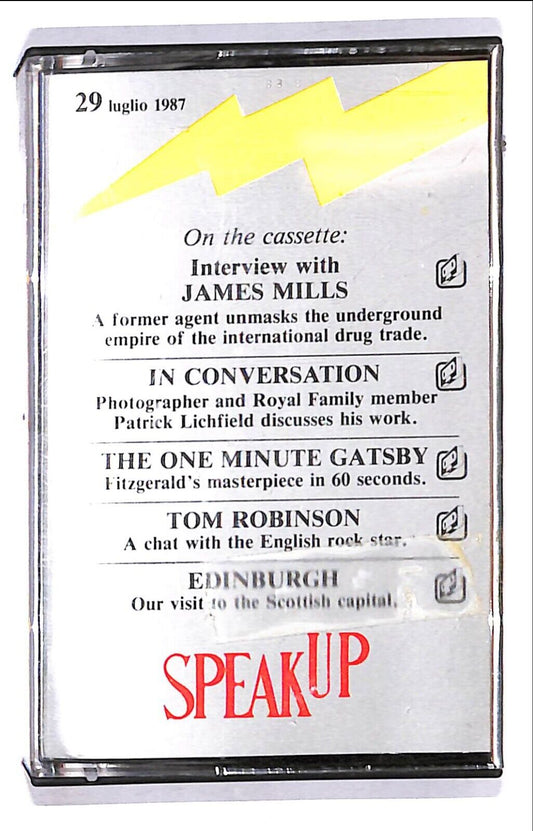 29 luglio 1987
On the cassette:
Interview with
JAMES MILLS
A former agent unmasks the underground
empire of the international drug trade.
IN CONVERSATION
Photographer and Royal Family member
Patrick Lichfield discusses his work.
THE ONE MINUTE GATSBY
Fitzgerald's masterpiece in 60 seconds.
TOM ROBINSON
A chat with the English rock star.
EDINBURGH
Our visit to the Scottish capital.
SPEAK UP